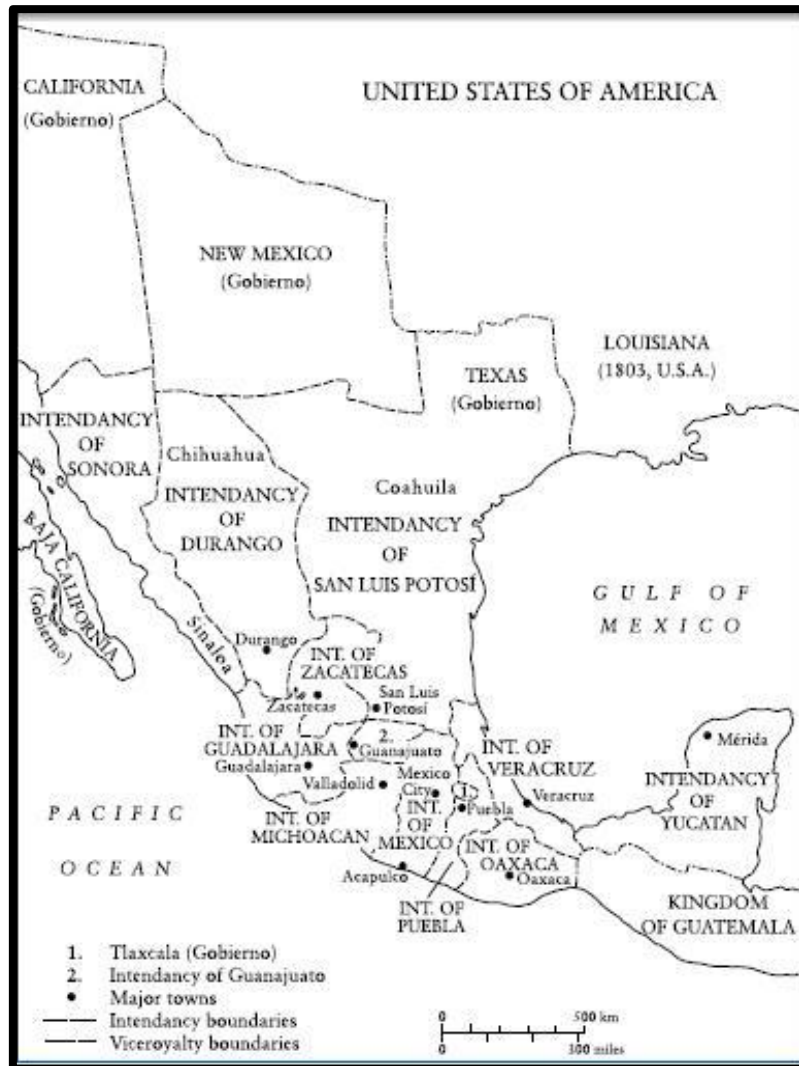 CALIFORNIA
(Gobierno)
UNITED STATES OF AMERICA
NEW MEXICO
(Gobierno)
TEXAS
(Gobierno)
LOUISIANA
(1803, U.S.A.)
INTENDANCY
OF
SONORA
Chihuahua
INTENDANCY
OF
DURANGO
Coahuila
INTENDANCY
OF
SAN LUIS POTOSÍ
BAJA CALIFORNIA
(Gobierno)
Sinaloa
GULF OF
MEXICO
Durango
INT. OF
ZACATECAS
Zacatecas
San Luis
Potosí
INT. OF
GUADALAJARA
Guadalajara
2.
Guanajuato
Valladolid
Mexico
City
INT.
OF
MEXICO
1.
Puebla
INT. OF
VERACRUZ
Veracruz
Mérida
INTENDANCY
OF
YUCATAN
PACIFIC
OCEAN
INT. OF
MICHOACAN
INT. OF
OAXACA
Oaxaca
Acapulco
INT. OF
PUEBLA
KINGDOM
OF GUATEMALA
1. Tlaxcala (Gobierno)
2. Intendancy of Guanajuato
Major towns
Intendancy boundaries
Viceroyalty boundaries
0 500 km
0 300 miles